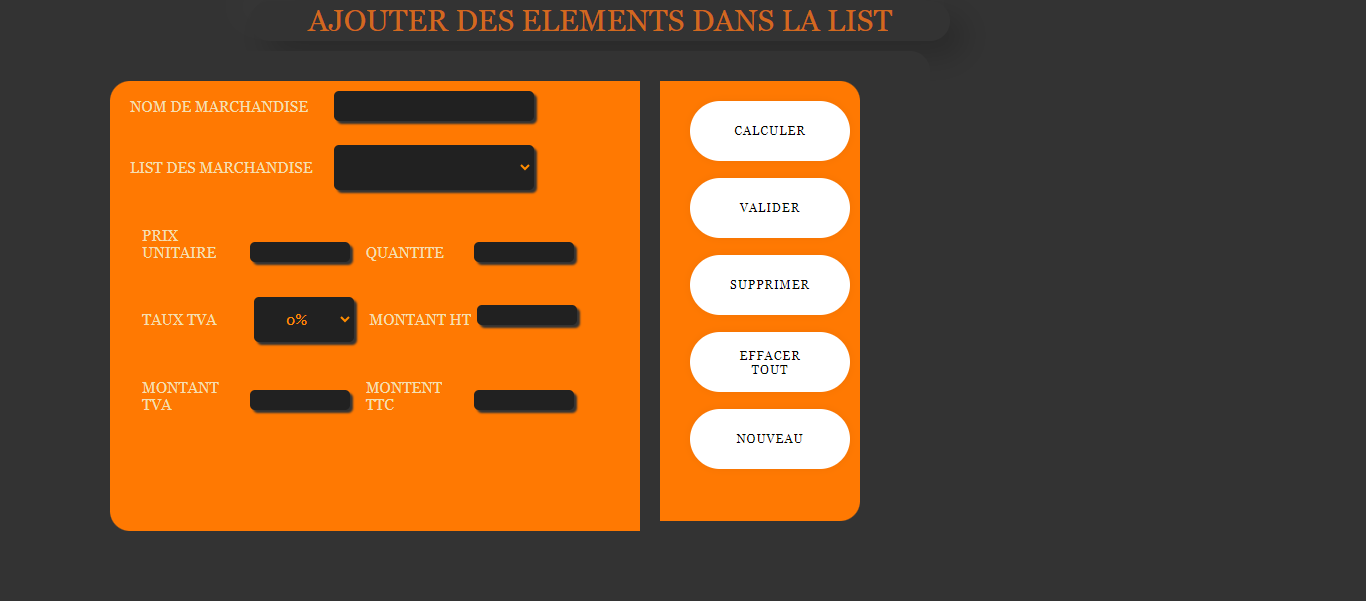 AJOUTER DES ELEMENTS DANS LA LIST
NOM DE MARCHANDISE
LIST DES MARCHANDISE
PRIX
UNITAIRE
QUANTITE
TAUX TVA
0%
MONTANT HT
MONTANT
TVA
MONTENT
TTC
CALCULER
VALIDER
SUPPRIMER
EFFACER
TOUT
NOUVEAU